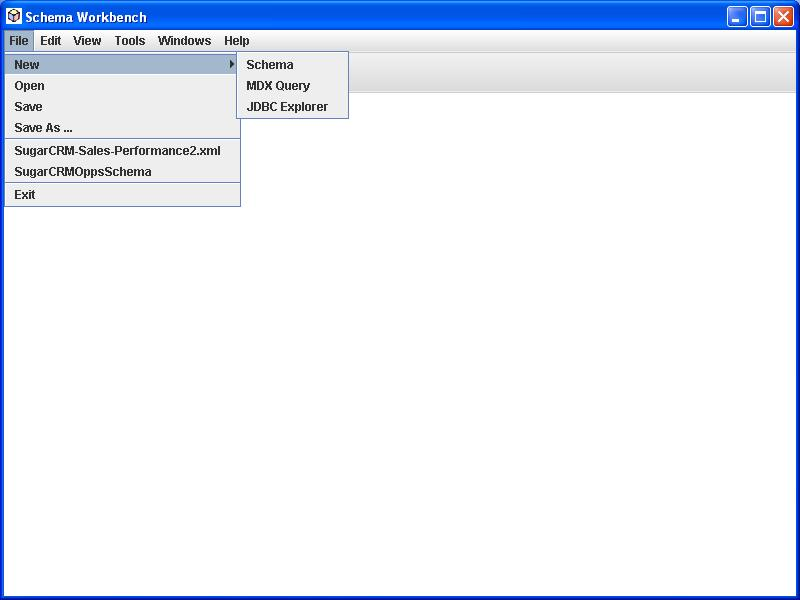 Schema Workbench
File Edit View Tools Windows Help
New
Open
Save
Save As ...
SugarCRM-Sales-Performance2.xml
SugarCRMOppsSchema
Exit
Schema
MDX Query
JDBC Explorer